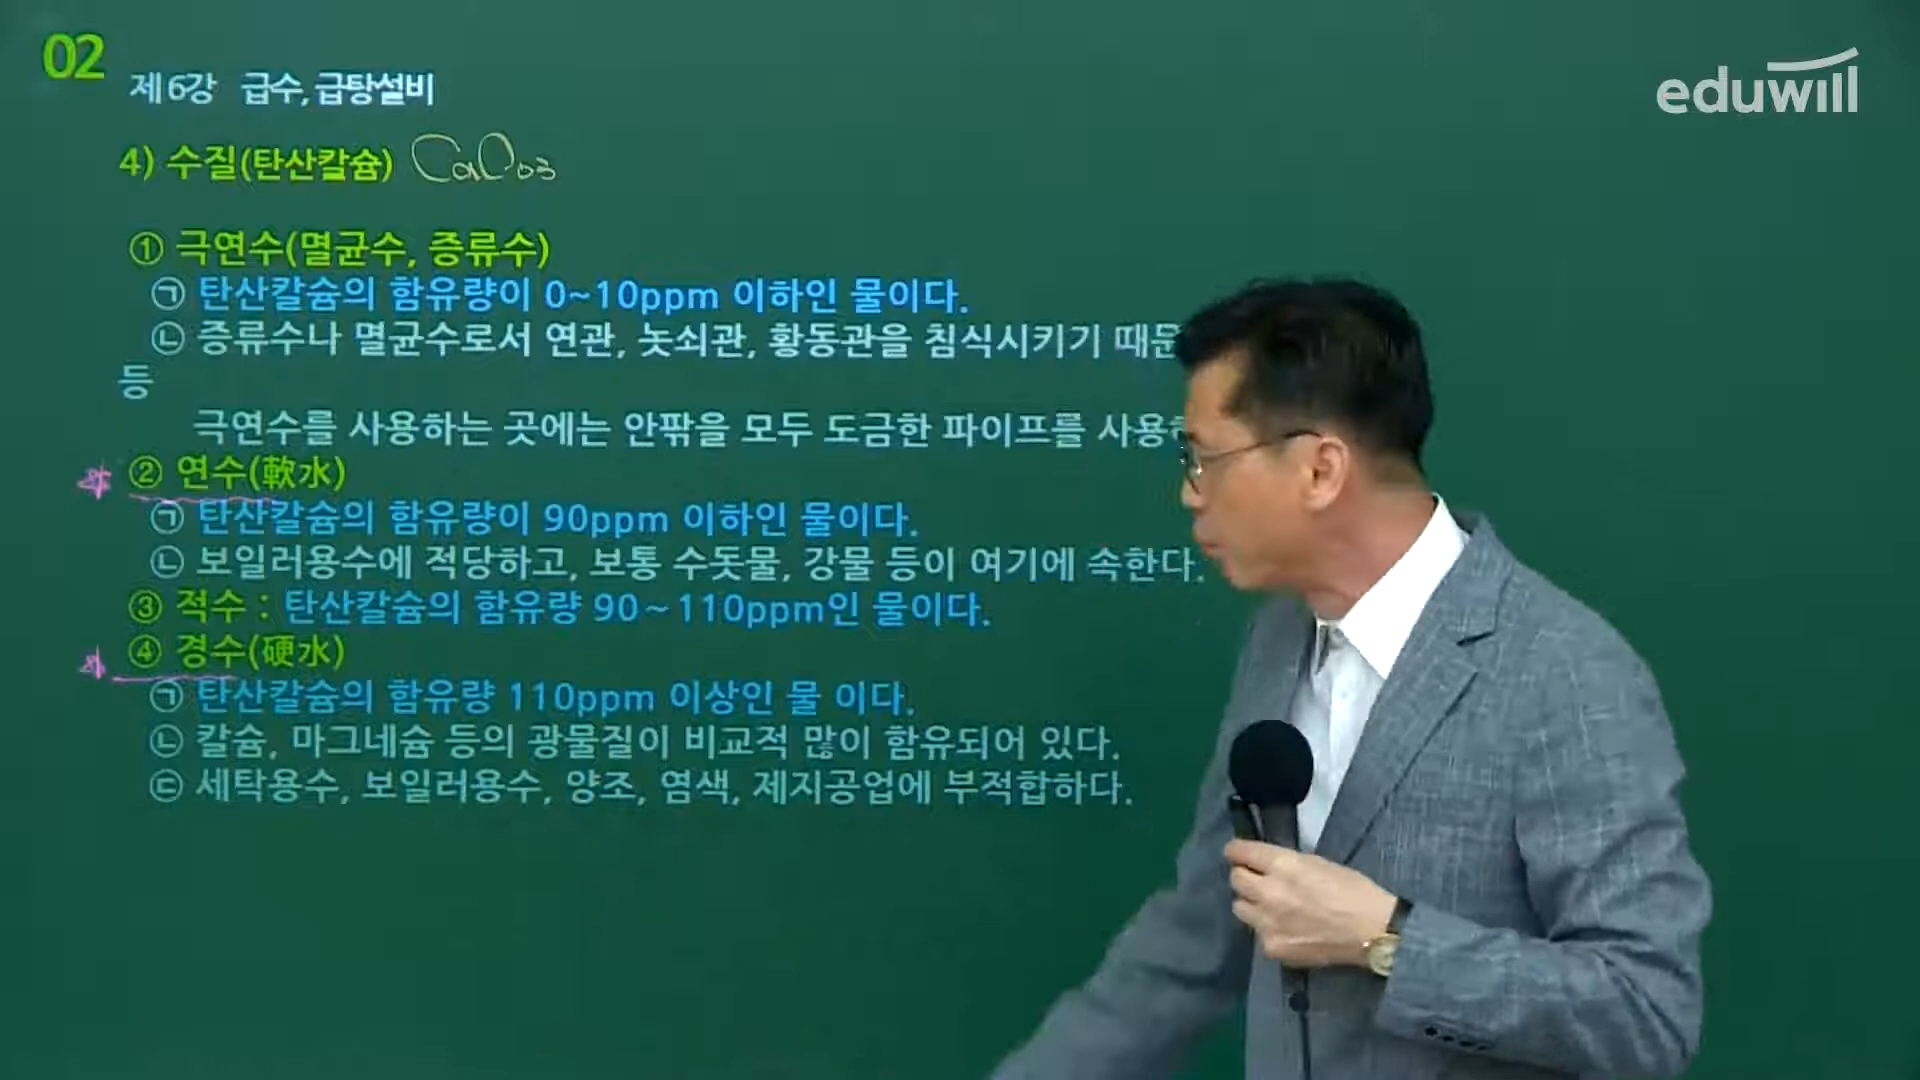 02
제6강 급수, 급탕설비
eduwill
4) 수질(탄산칼슘) CaCO3
① 극연수(멸균수, 증류수)
㉠ 탄산칼슘의 함유량이 0~10ppm 이하인 물이다.
㉡ 증류수나 멸균수로서 연관, 놋쇠관, 황동관을 침식시키기
등
극연수를 사용하는 곳에는 안팎을 모두 도금한 파이프를
② 연수(軟水)
㉠ 탄산칼슘의 함유량이 90ppm 이하인 물이다.
㉡ 보일러용수에 적당하고, 보통 수돗물, 강물 등이 여기에 속한다.
③ 적수 : 탄산칼슘의 함유량 90~110ppm인 물이다.
④ 경수(硬水)
㉠ 탄산칼슘의 함유량 110ppm 이상인 물 이다.
㉡ 칼슘, 마그네슘 등의 광물질이 비교적 많이 함유되어 있다.
㉢ 세탁용수, 보일러용수, 양조, 염색, 제지공업에 부적합하다.